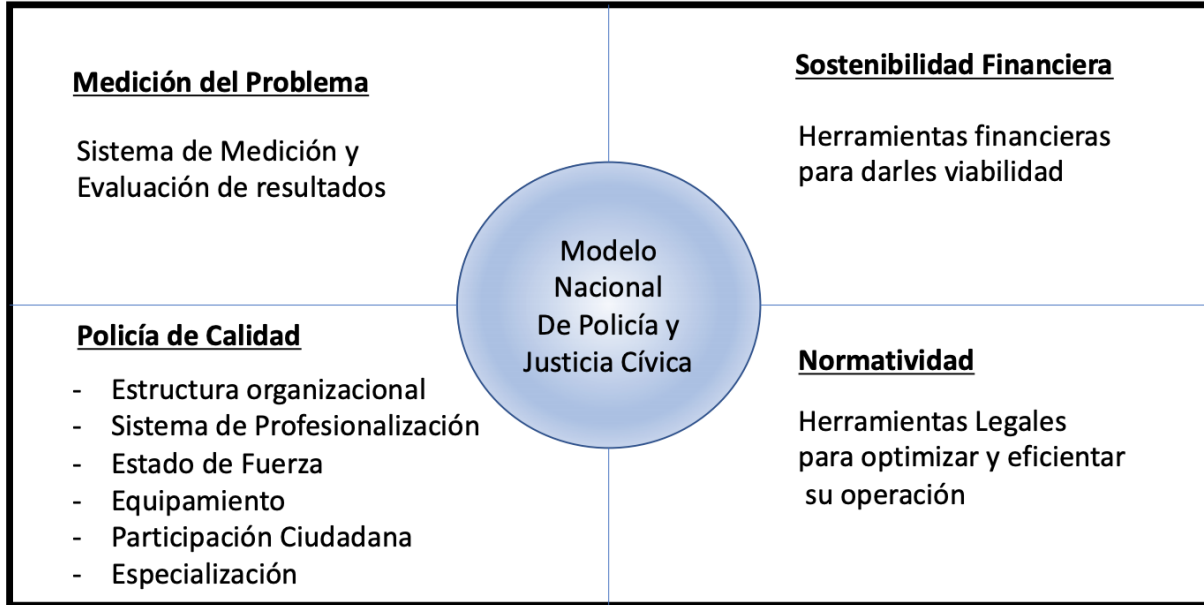 Medición del Problema
Sistema de Medición y
Evaluación de resultados
Sostenibilidad Financiera
Herramientas financieras
para darles viabilidad
Modelo
Nacional
De Policía y
Justicia Cívica
Policía de Calidad
- Estructura organizacional
- Sistema de Profesionalización
- Estado de Fuerza
- Equipamiento
- Participación Ciudadana
- Especialización
Normatividad
Herramientas Legales
para optimizar y eficientar
su operación